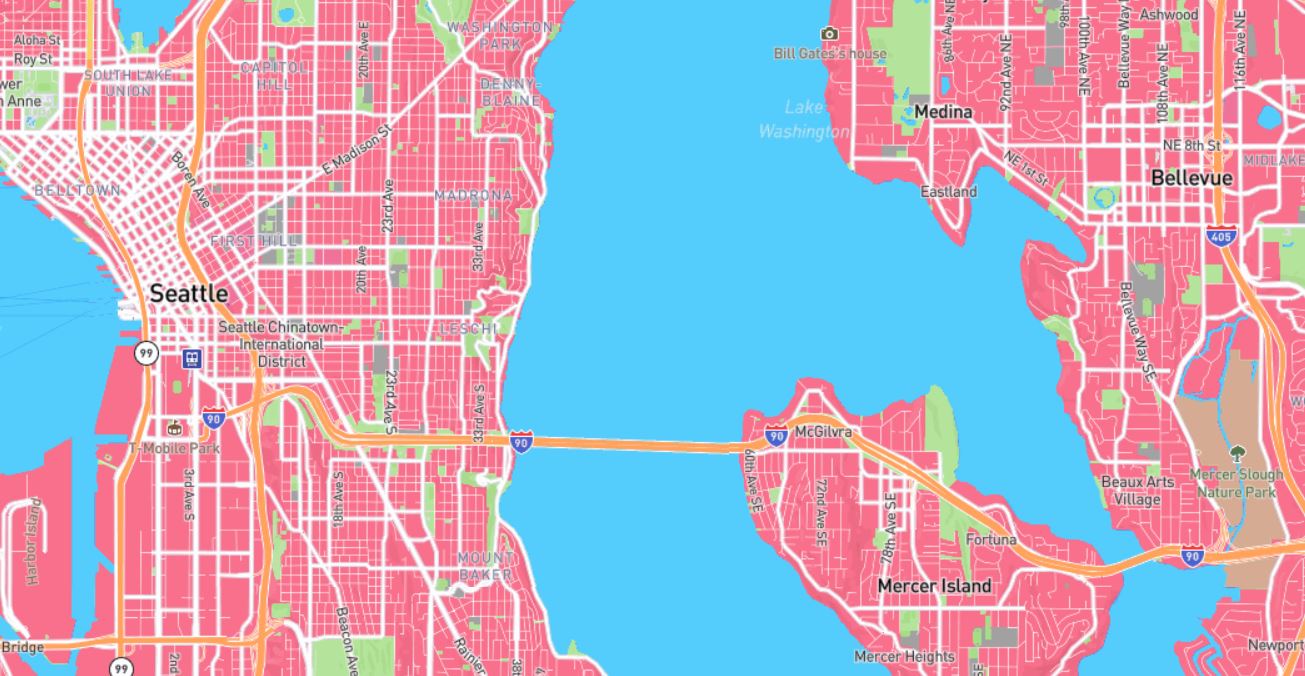 Aloha St
Roy St
wer
n Anne
SOUTH LAKE
UNION
CAPITOL
HILL
20th Ave E
WASHINGTON
PARK
DENNY-
BLAINE
Bill Gates's house
Lake
Washington
86th Ave NE
92nd Ave NE
98th
100th Ave NE
Bellevue Way
Ashwood
108th Ave NE
116th Ave NE
Medina
NE 8th St
MIDLAKE
NE 1st St
Eastland
Bellevue
405
BELLTOWN
Boren Ave
E Madison St
23rd Ave
MADRONA
FIRST HILL
20th Ave
33rd Ave
Seattle
Seattle Chinatown-
International
District
LESCHI
99
90
T-Mobile Park
23rd Ave S
33rd Ave S
90
90
McGilvra
Bellevue Way SE
Harbor Island
3rd Ave S
18th Ave S
60th Ave SE
72nd Ave SE
78th Ave SE
Beaux Arts
Village
Mercer Slough
Nature Park
Fortuna
90
MOUNT
BAKER
Mercer Island
Bridge
99
2nd
Beacon Ave
Rainier
38t
Mercer Heights
SE
Newport